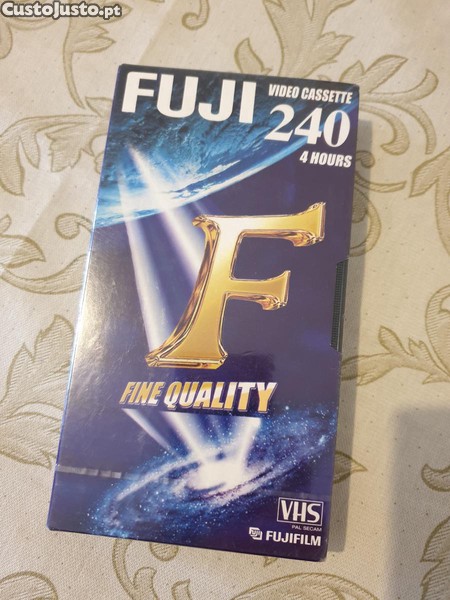 CustoJusto.pt
FUJI
VIDEO CASSETTE
240
4 HOURS
F
FINE QUALITY
VHS
PAL SECAM
FUJIFILM